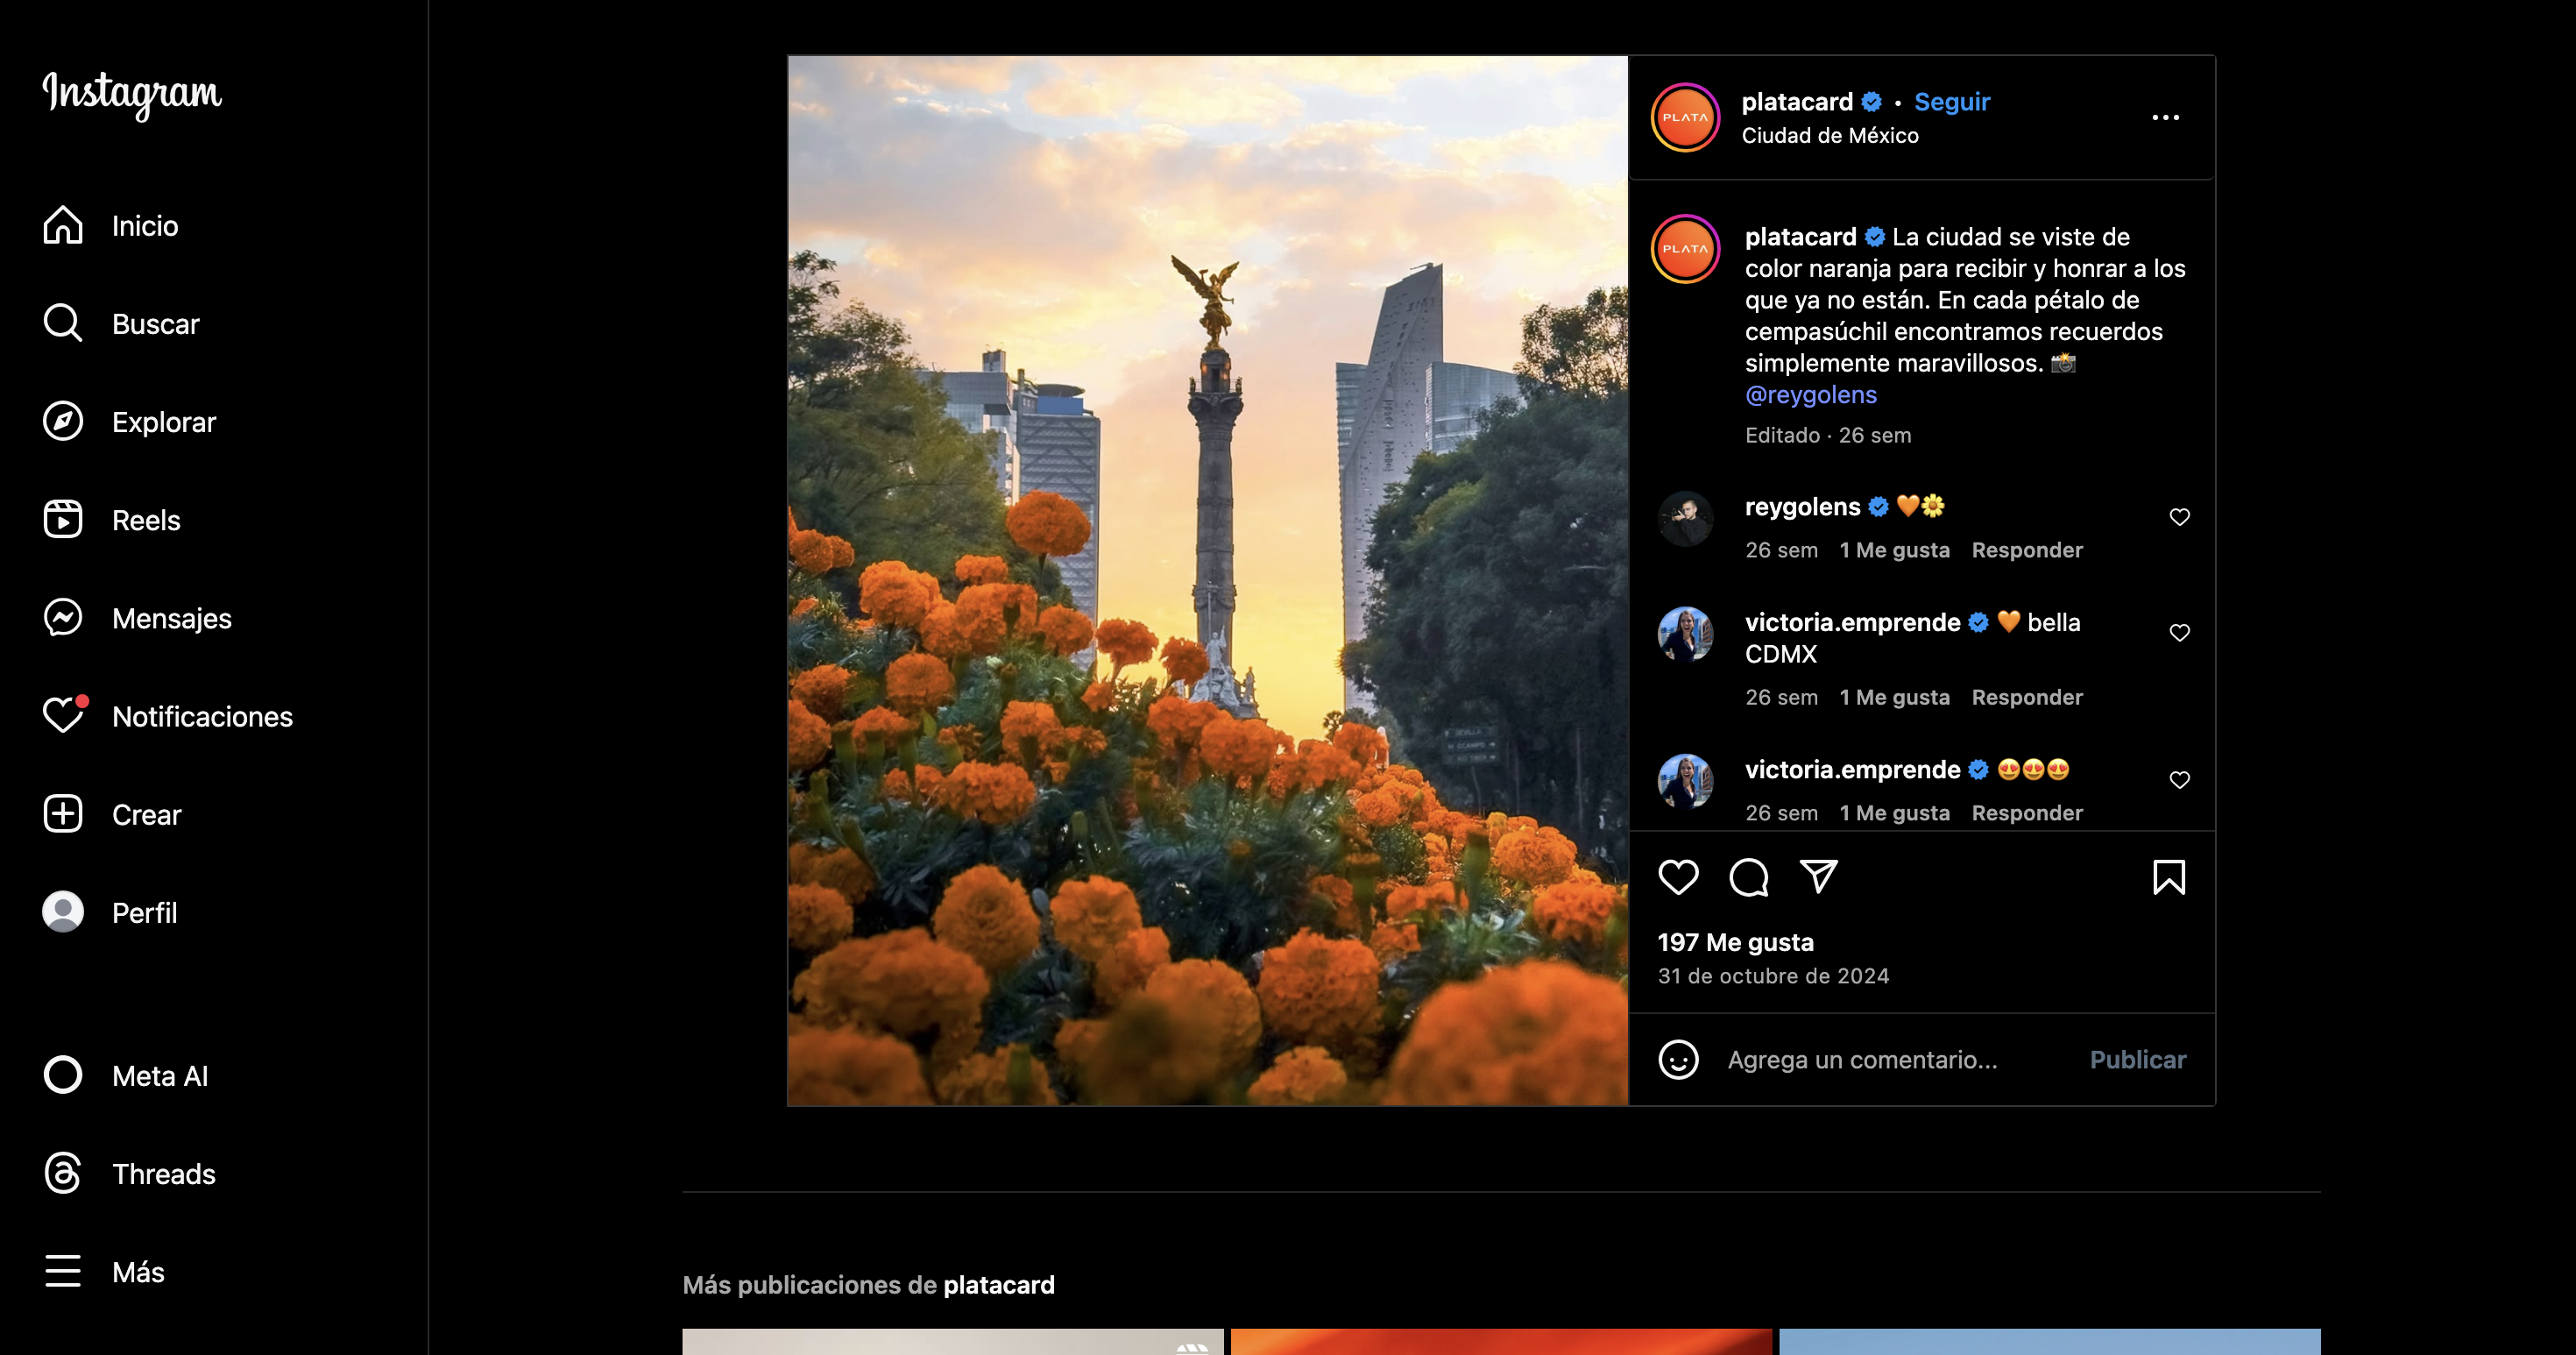 Instagram
Inicio
Buscar
Explorar
Reels
Mensajes
Notificaciones
Crear
Perfil
Meta AI
Threads
Más
PLATA
platacard • Seguir
Ciudad de México
PLATA
platacard La ciudad se viste de
color naranja para recibir y honrar a los
que ya no están. En cada pétalo de
cempasúchil encontramos recuerdos
simplemente maravillosos. 📸
@reygolens
Editado · 26 sem
reygolens 🧡🌼
26 sem 1 Me gusta Responder
victoria.emprende 🧡 bella
CDMX
26 sem 1 Me gusta Responder
victoria.emprende 😍😍😍
26 sem 1 Me gusta Responder
197 Me gusta
31 de octubre de 2024
Agrega un comentario... Publicar
Más publicaciones de platacard